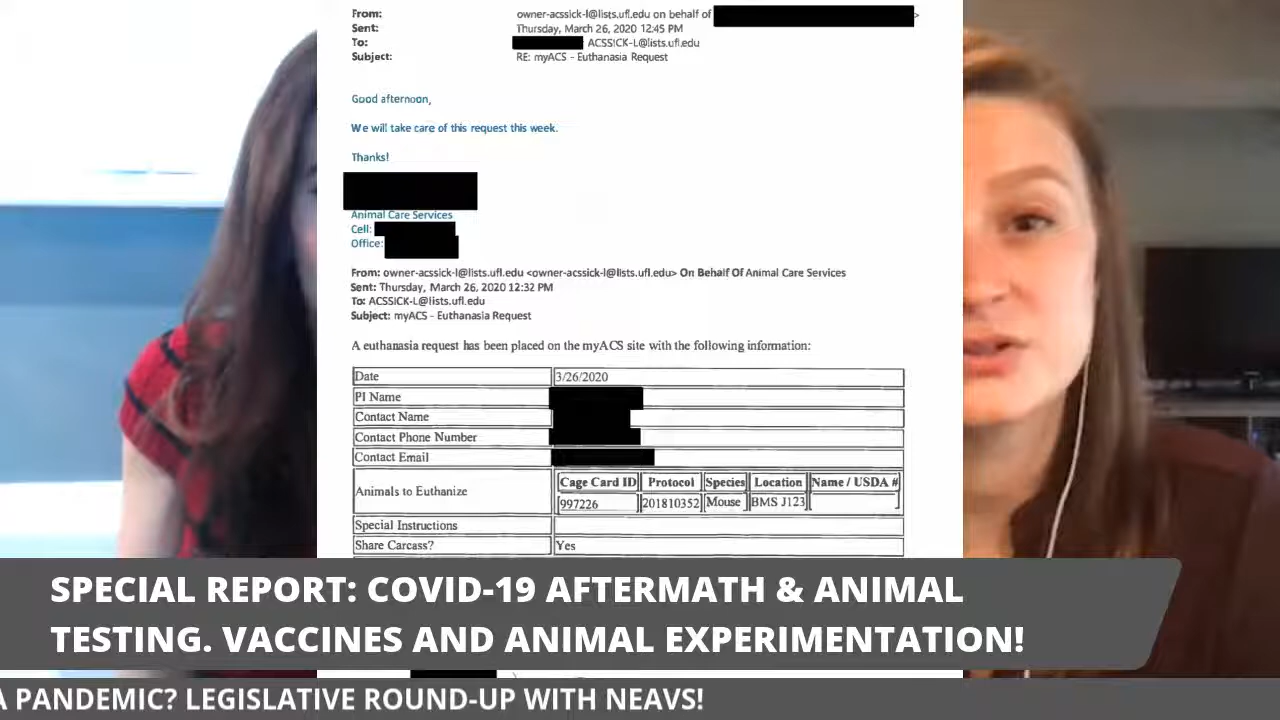 From: owner-acssick-l@lists.ufl.edu on behalf of >
Sent: Thursday, March 26, 2020 12:45 PM
To: ACSSICK-L@lists.ufl.edu
Subject: RE: myACS - Euthanasia Request
Good afternoon,
We will take care of this request this week.
Thanks!
Animal Care Services
Cell:
Office:
From: owner-acssick-l@lists.ufl.edu <owner-acssick-l@lists.ufl.edu> On Behalf Of Animal Care Services
Sent: Thursday, March 26, 2020 12:32 PM
To: ACSSICK-L@lists.ufl.edu
Subject: myACS - Euthanasia Request
A euthanasia request has been placed on the myACS site with the following information:
Date 3/26/2020
PI Name
Contact Name
Contact Phone Number
Contact Email
Animals to Euthanize
Cage Card ID Protocol Species Location Name / USDA #
997226 201810352 Mouse BMS J123
Special Instructions
Share Carcass? Yes
SPECIAL REPORT: COVID-19 AFTERMATH & ANIMAL
TESTING. VACCINES AND ANIMAL EXPERIMENTATION!
A PANDEMIC? LEGISLATIVE ROUND-UP WITH NEAVS!